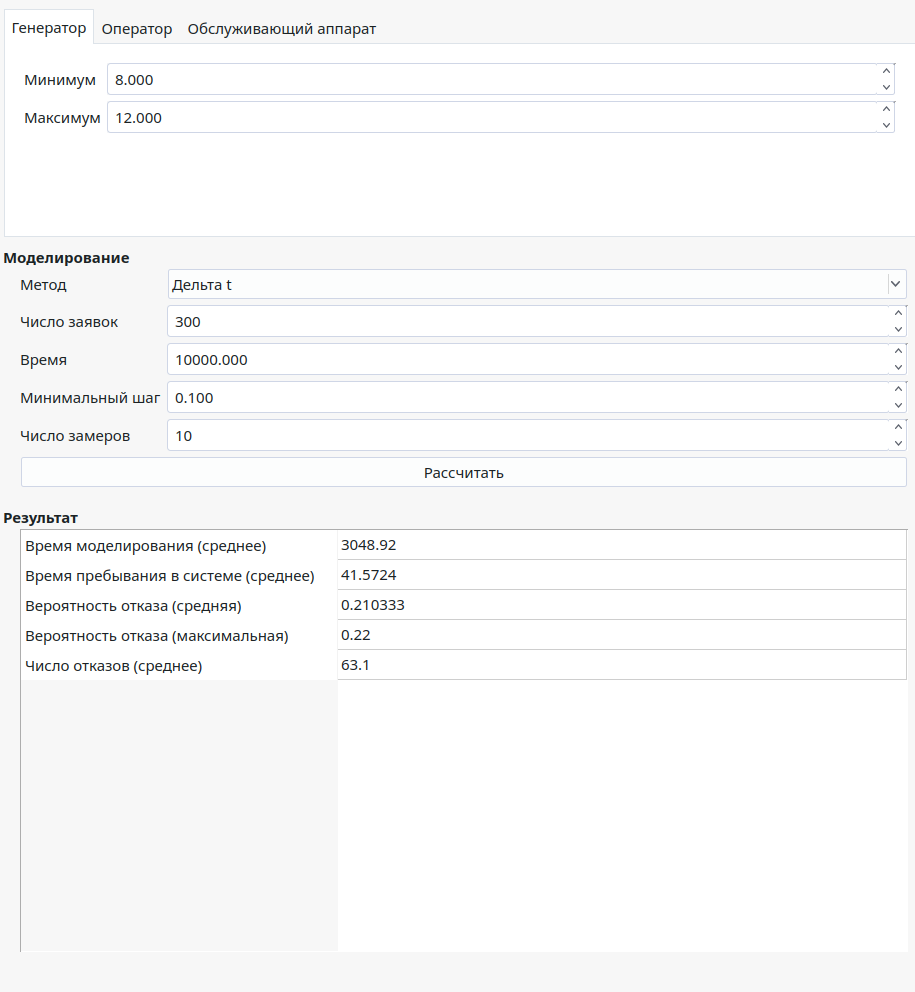 Генератор Оператор Обслуживающий аппарат
Минимум 8.000
Максимум 12.000
Моделирование
Метод Дельта t
Число заявок 300
Время 10000.000
Минимальный шаг 0.100
Число замеров 10
Рассчитать
Результат
Время моделирования (среднее) 3048.92
Время пребывания в системе (среднее) 41.5724
Вероятность отказа (средняя) 0.210333
Вероятность отказа (максимальная) 0.22
Число отказов (среднее) 63.1